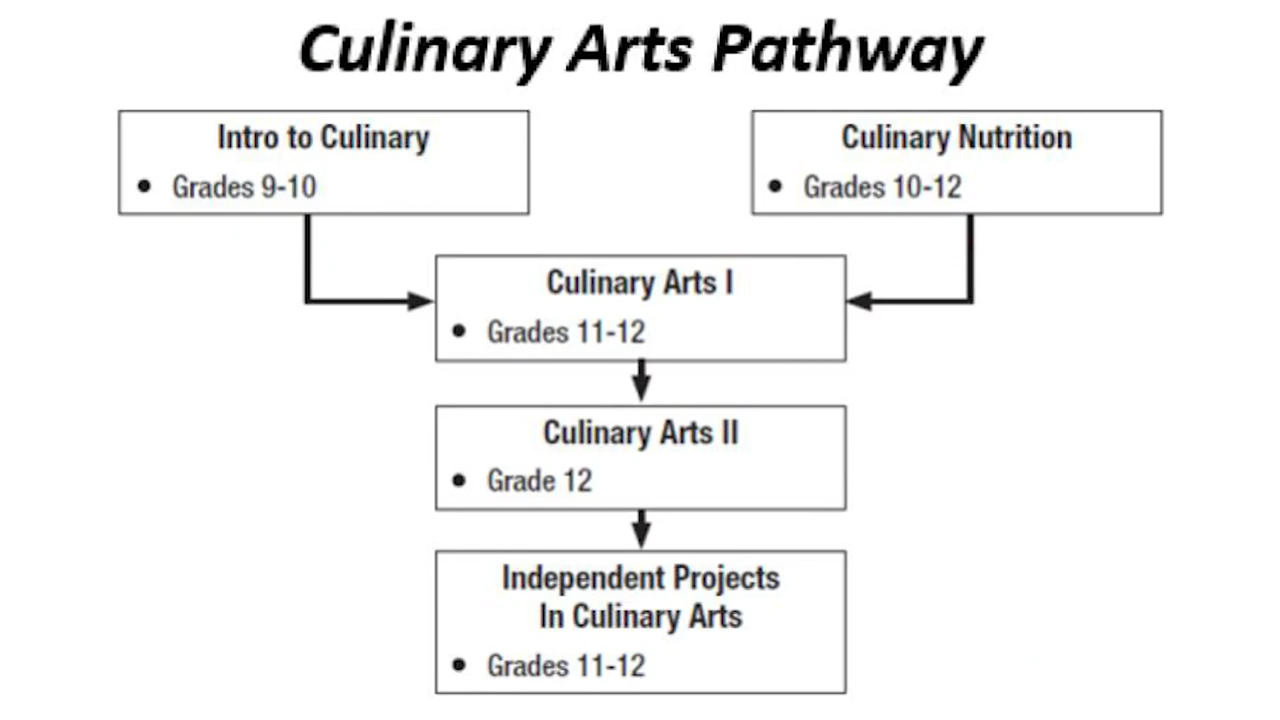 Culinary Arts Pathway
Intro to Culinary
• Grades 9-10
Culinary Nutrition
• Grades 10-12
Culinary Arts I
• Grades 11-12
Culinary Arts II
• Grade 12
Independent Projects
In Culinary Arts
• Grades 11-12